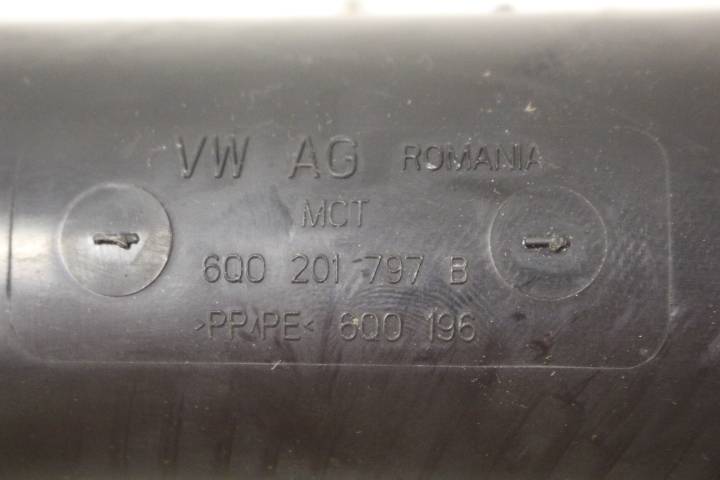 VW AG ROMANIA
MCT
6Q0 201 797 B
>PP/PE< 6Q0 196